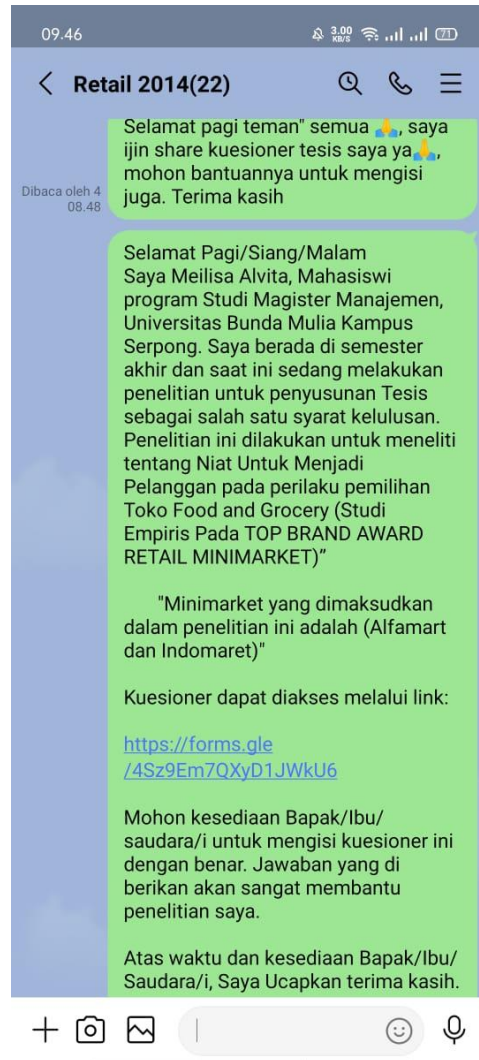 09.46
3.00 KB/S
71
Retail 2014(22)
Selamat pagi teman" semua 🙏, saya
ijin share kuesioner tesis saya ya🙏,
mohon bantuannya untuk mengisi
juga. Terima kasih
Dibaca oleh 4
08.48
Selamat Pagi/Siang/Malam
Saya Meilisa Alvita, Mahasiswi
program Studi Magister Manajemen,
Universitas Bunda Mulia Kampus
Serpong. Saya berada di semester
akhir dan saat ini sedang melakukan
penelitian untuk penyusunan Tesis
sebagai salah satu syarat kelulusan.
Penelitian ini dilakukan untuk meneliti
tentang Niat Untuk Menjadi
Pelanggan pada perilaku pemilihan
Toko Food and Grocery (Studi
Empiris Pada TOP BRAND AWARD
RETAIL MINIMARKET)”
"Minimarket yang dimaksudkan
dalam penelitian ini adalah (Alfamart
dan Indomaret)"
Kuesioner dapat diakses melalui link:
https://forms.gle
/4Sz9Em7QXyD1JWkU6
Mohon kesediaan Bapak/Ibu/
saudara/i untuk mengisi kuesioner ini
dengan benar. Jawaban yang di
berikan akan sangat membantu
penelitian saya.
Atas waktu dan kesediaan Bapak/Ibu/
Saudara/i, Saya Ucapkan terima kasih.